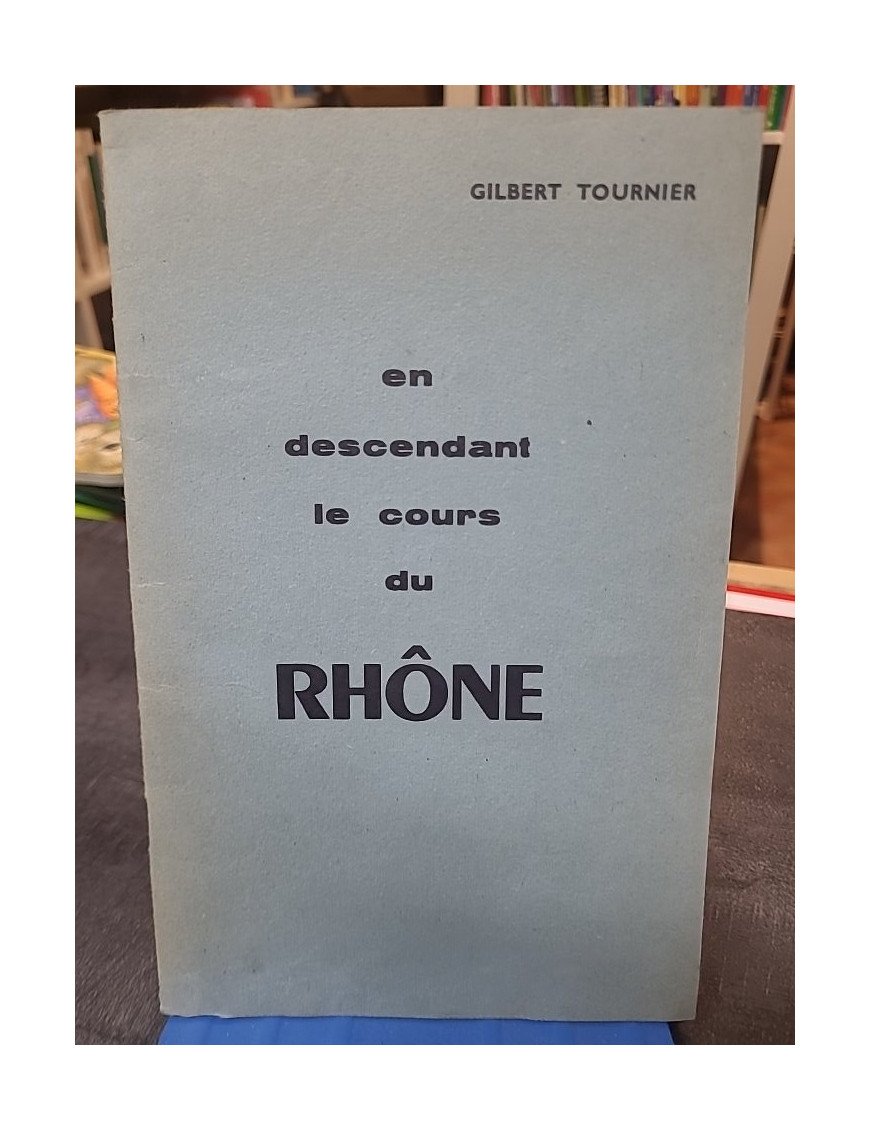 GILBERT TOURNIER
en
descendant
le cours
du
RHÔNE